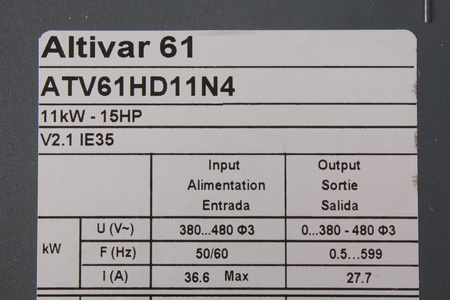 Altivar 61
ATV61HD11N4
11kW - 15HP
V2.1 IE35
Input Output
Alimentation Sortie
Entrada Salida
U (V~) 380...480 Φ3 0...380 - 480 Φ3
kW F (Hz) 50/60 0.5...599
I (A) 36.6 Max 27.7